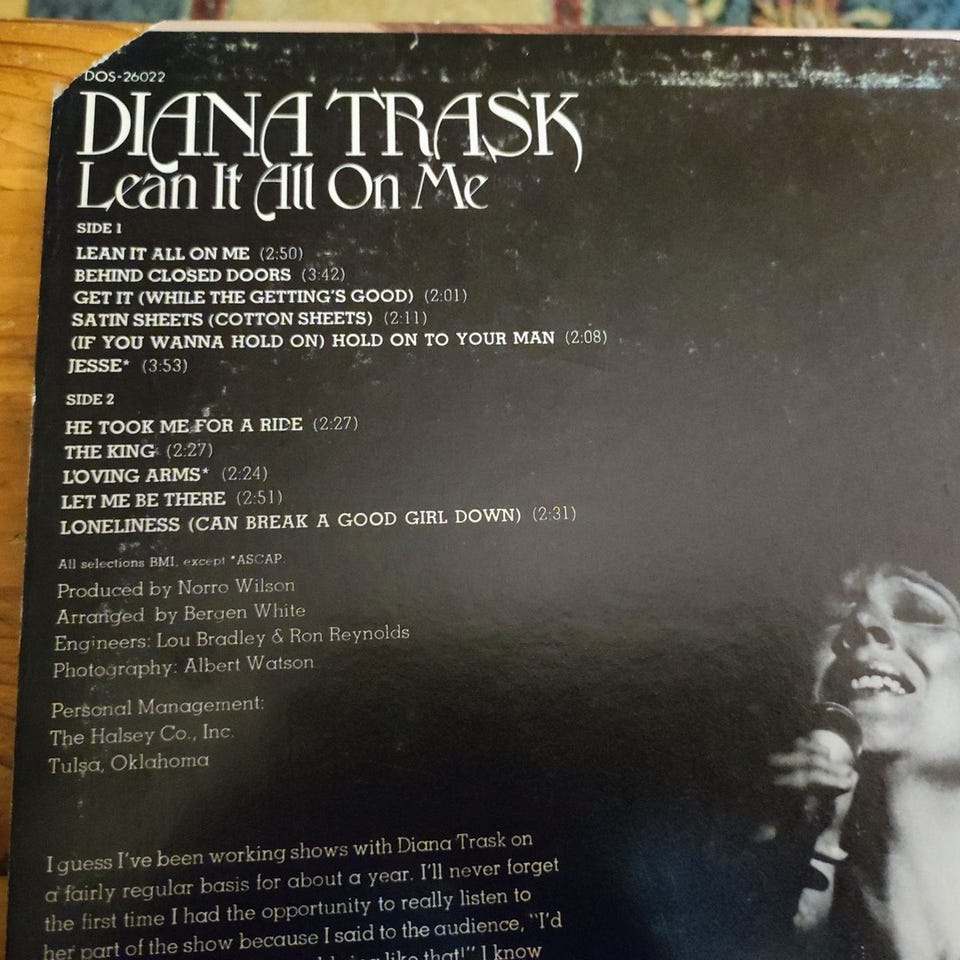 DOS-26022
DIANA TRASK
Lean It All On Me
SIDE 1
LEAN IT ALL ON ME (2:50)
BEHIND CLOSED DOORS (3:42)
GET IT (WHILE THE GETTING'S GOOD) (2:01)
SATIN SHEETS (COTTON SHEETS) (2:11)
(IF YOU WANNA HOLD ON) HOLD ON TO YOUR MAN (2:08)
JESSE* (3:53)
SIDE 2
HE TOOK ME FOR A RIDE (2:27)
THE KING (2:27)
LOVING ARMS* (2:24)
LET ME BE THERE (2:51)
LONELINESS (CAN BREAK A GOOD GIRL DOWN) (2:31)
All selections BMI, except *ASCAP.
Produced by Norro Wilson
Arranged by Bergen White
Engineers: Lou Bradley & Ron Reynolds
Photography: Albert Watson
Personal Management:
The Halsey Co., Inc.
Tulsa, Oklahoma
I guess I've been working shows with Diana Trask on
a fairly regular basis for about a year. I'll never forget
the first time I had the opportunity to really listen to
her part of the show because I said to the audience, "I'd
like that!" I know